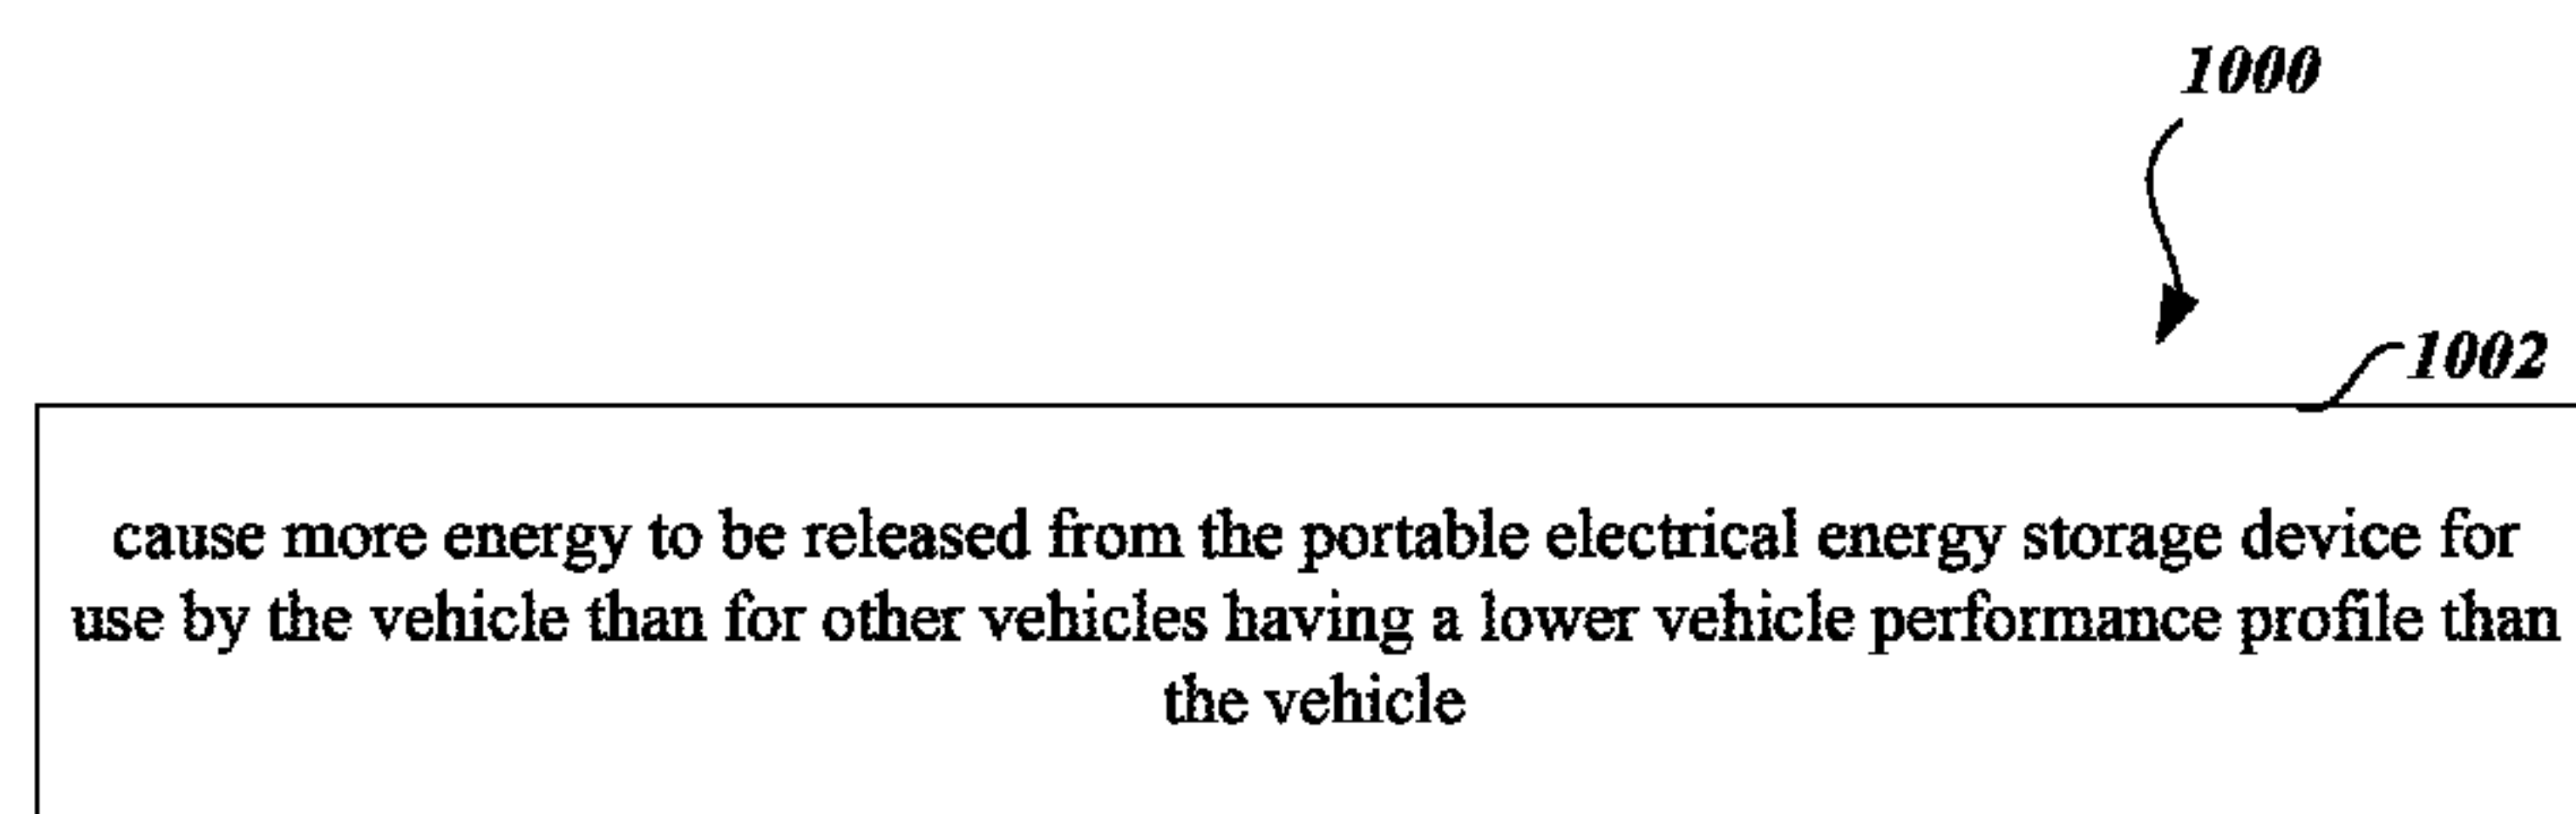 1000
1002
cause more energy to be released from the portable electrical energy storage device for
use by the vehicle than for other vehicles having a lower vehicle performance profile than
the vehicle